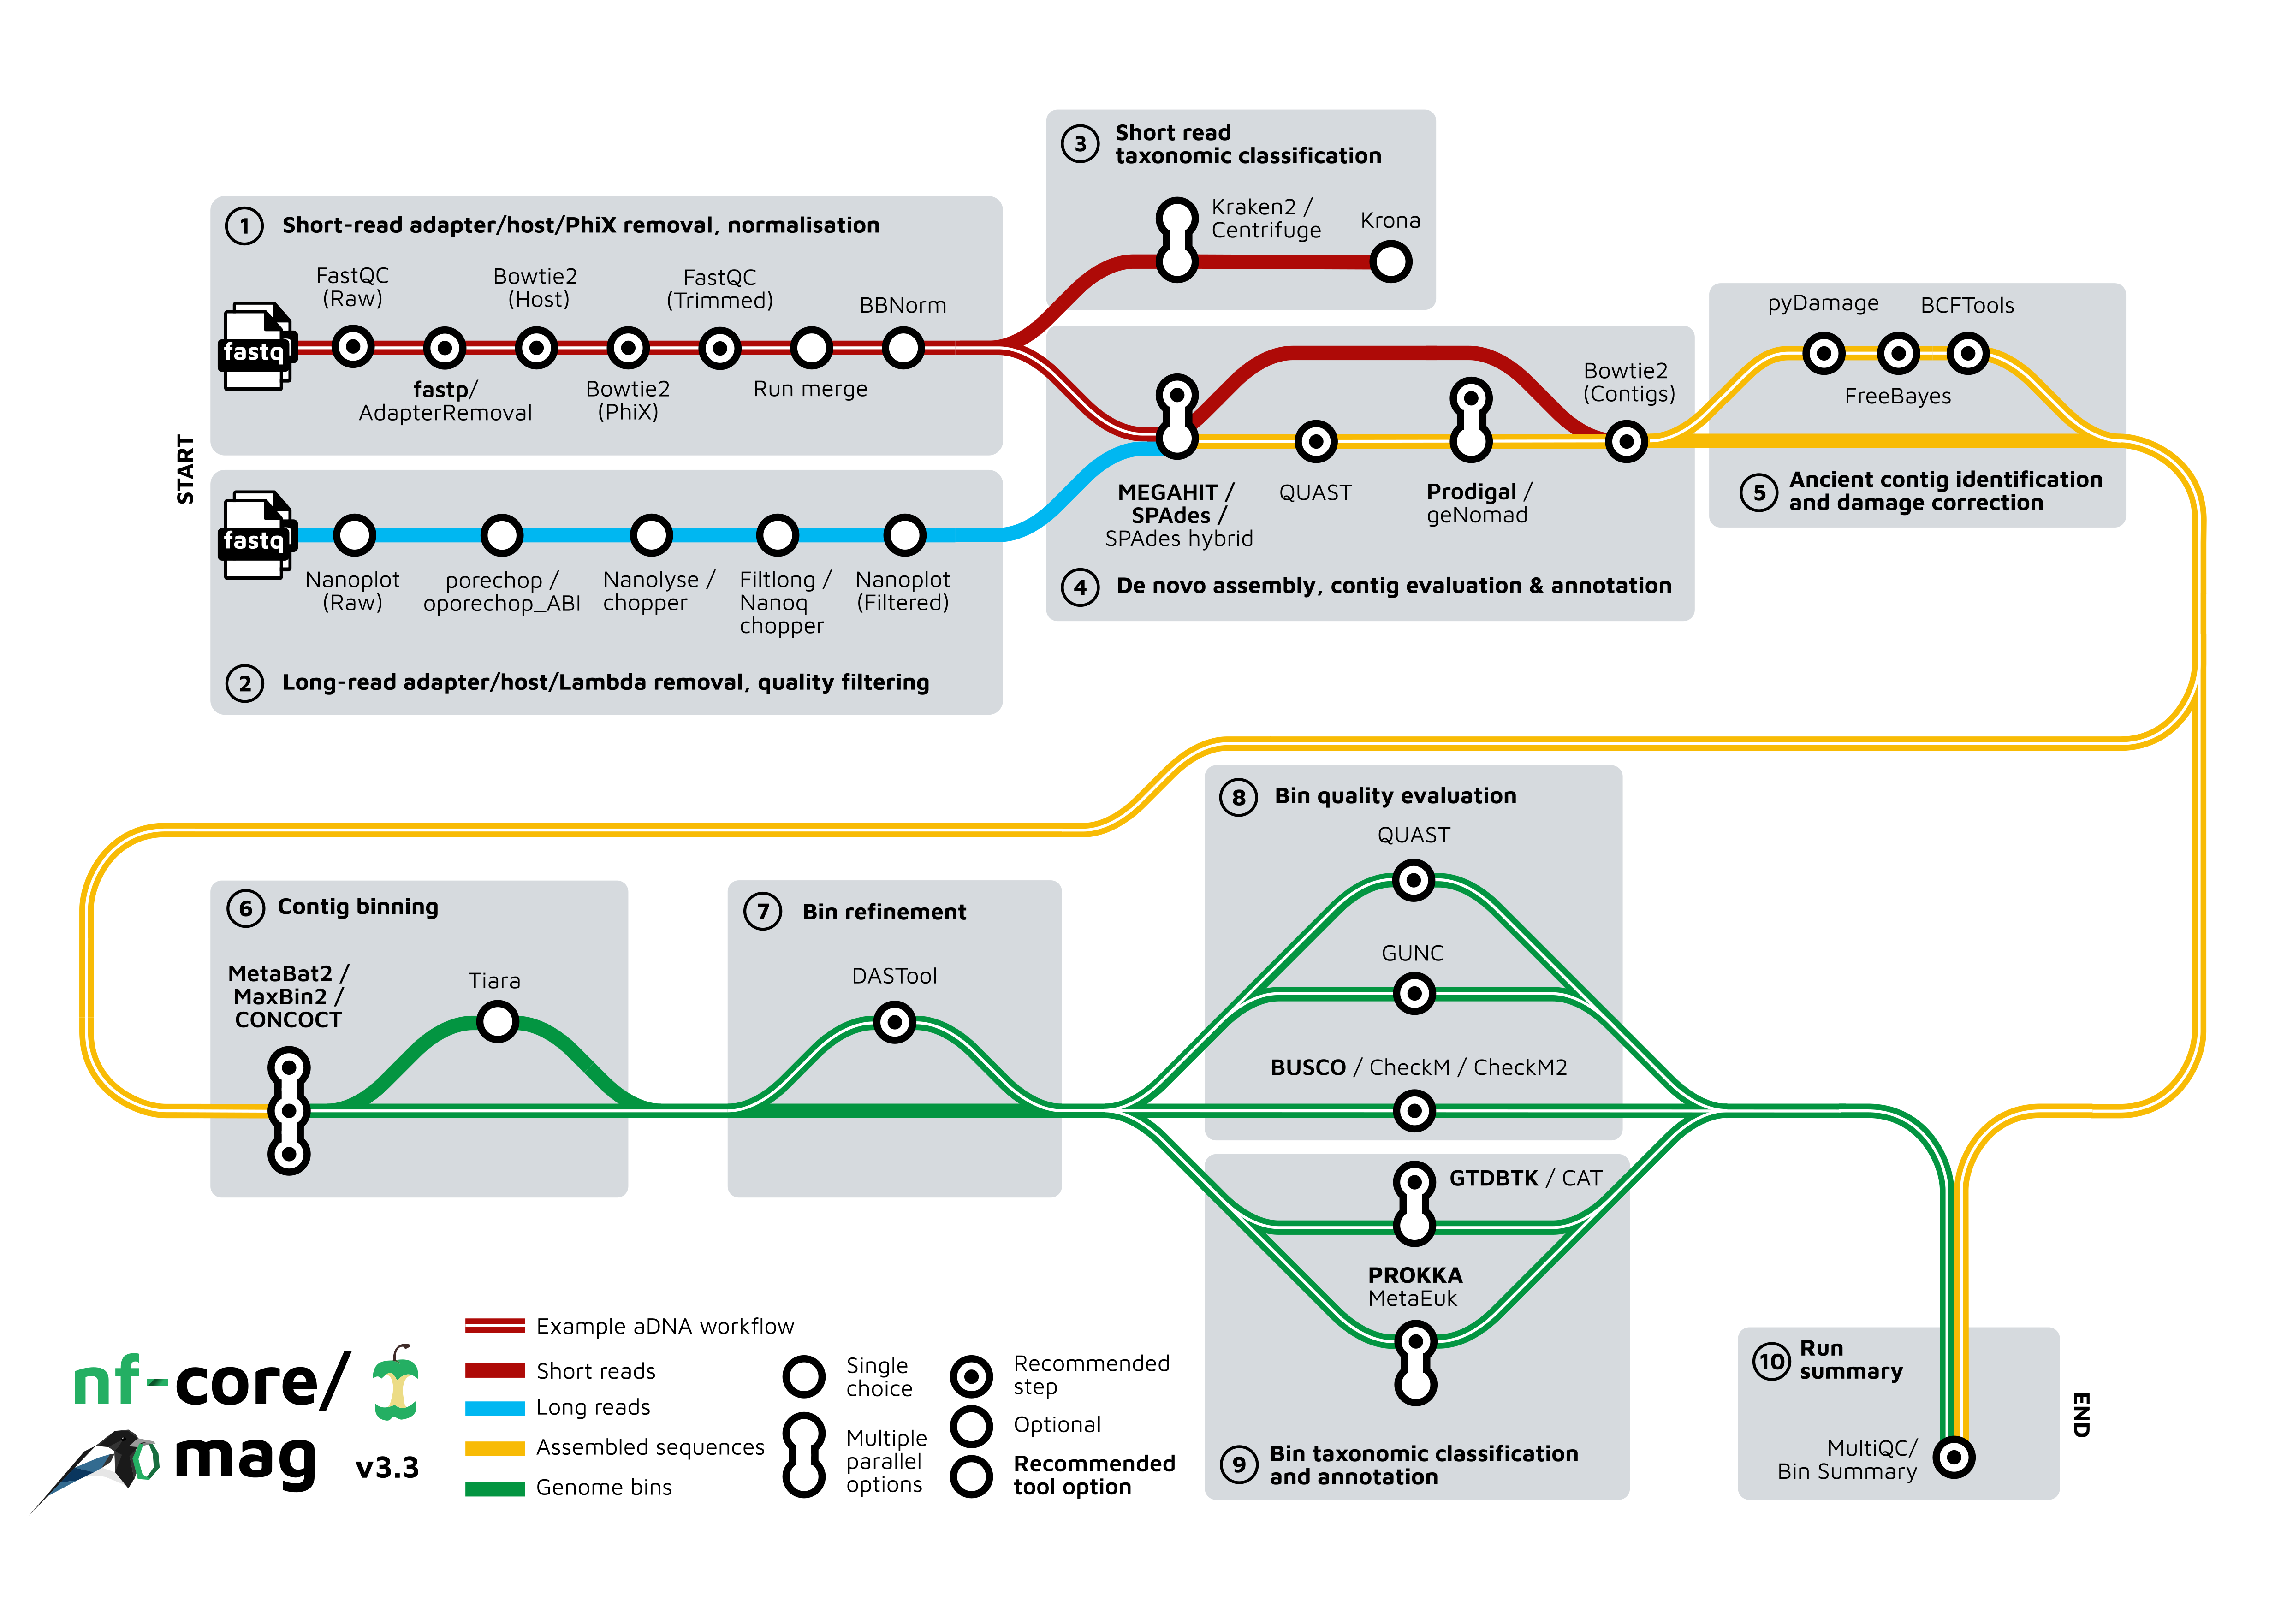 START
1
Short-read adapter/host/PhiX removal, normalisation
fastq
FastQC
(Raw)
fastp/
AdapterRemoval
Bowtie2
(Host)
Bowtie2
(PhiX)
FastQC
(Trimmed)
Run merge
BBNorm
fastq
Nanoplot
(Raw)
porechop /
oporechop_ABI
Nanolyse /
chopper
Filtlong /
Nanoq
chopper
Nanoplot
(Filtered)
2
Long-read adapter/host/Lambda removal, quality filtering
3
Short read
taxonomic classification
Kraken2 /
Centrifuge
Krona
MEGAHIT /
SPAdes /
SPAdes hybrid
QUAST
Prodigal /
geNomad
Bowtie2
(Contigs)
4
De novo assembly, contig evaluation & annotation
pyDamage
FreeBayes
BCFTools
5
Ancient contig identification
and damage correction
6
Contig binning
MetaBat2 /
MaxBin2 /
CONCOCT
Tiara
7
Bin refinement
DASTool
8
Bin quality evaluation
QUAST
GUNC
BUSCO / CheckM / CheckM2
GTDBTK / CAT
PROKKA
MetaEuk
9
Bin taxonomic classification
and annotation
10
Run
summary
MultiQC/
Bin Summary
END
nf-core/
mag
v3.3
Example aDNA workflow
Short reads
Long reads
Assembled sequences
Genome bins
Single
choice
Multiple
parallel
options
Recommended
step
Optional
Recommended
tool option